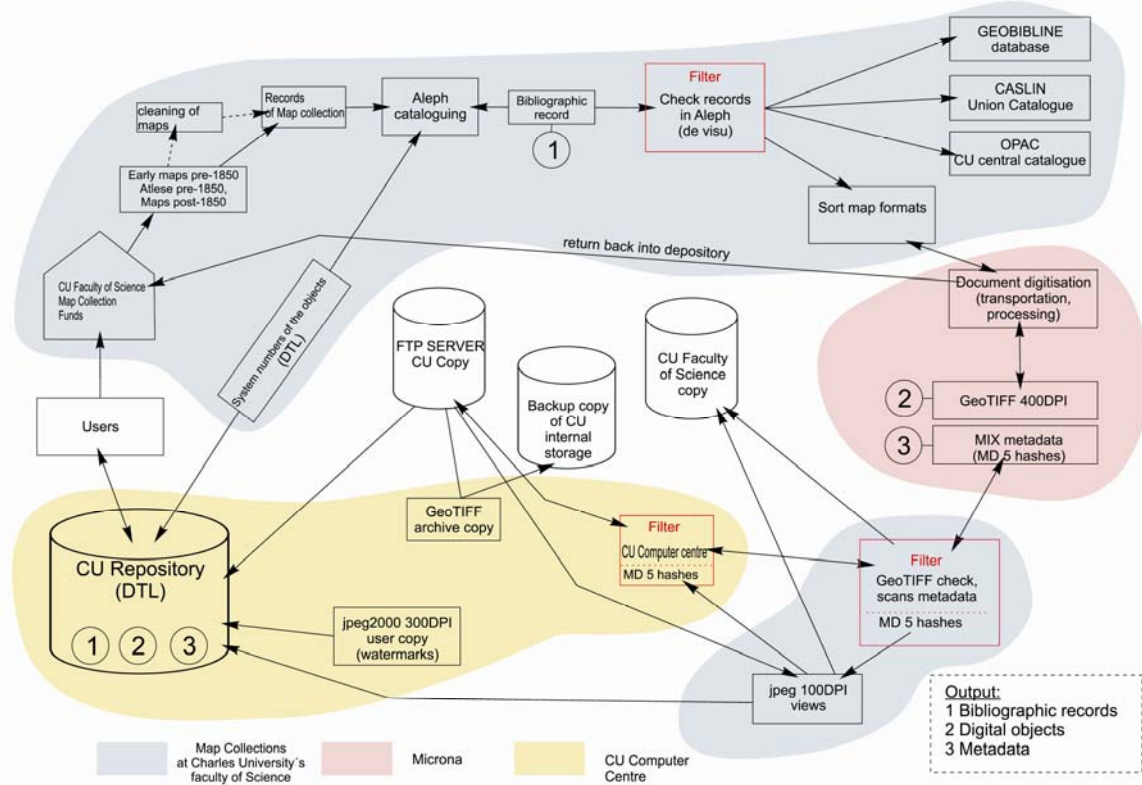 GEOBIBLINE
database
CASLIN
Union Catalogue
OPAC
CU central catalogue
Filter
Check records
in Aleph
(de visu)
Bibliographic
record
1
Aleph
cataloguing
Records
of Map collection
cleaning of
maps
Early maps pre-1850
Atlese pre-1850,
Maps post-1850
Sort map formats
return back into depository
CU Faculty of Science
Map Collection
Funds
System numbers of the objects
(DTL)
Users
Document digitisation
(transportation,
processing)
2
GeoTIFF 400DPI
3
MIX metadata
(MD 5 hashes)
FTP SERVER
CU Copy
Backup copy
of CU
internal
storage
CU Faculty
of Science
copy
GeoTIFF
archive copy
Filter
CU Computer centre
MD 5 hashes
Filter
GeoTIFF check,
scans metadata
MD 5 hashes
CU Repository
(DTL)
1 2 3
jpeg2000 300DPI
user copy
(watermarks)
jpeg 100DPI
views
Output:
1 Bibliographic records
2 Digital objects
3 Metadata
Map Collections
at Charles University´s
faculty of Science
Microna
CU Computer
Centre